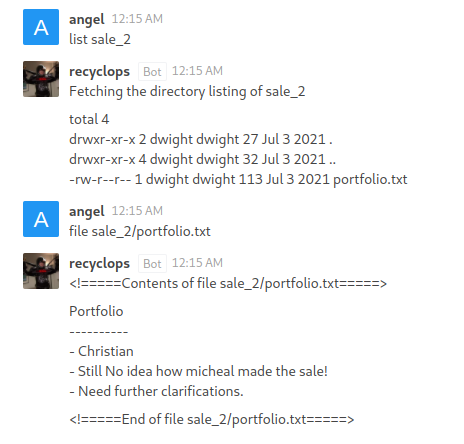 angel 12:15 AM
list sale_2
recyclops Bot 12:15 AM
Fetching the directory listing of sale_2
total 4
drwxr-xr-x 2 dwight dwight 27 Jul 3 2021 .
drwxr-xr-x 4 dwight dwight 32 Jul 3 2021 ..
-rw-r--r-- 1 dwight dwight 113 Jul 3 2021 portfolio.txt
A
angel 12:15 AM
file sale_2/portfolio.txt
A
recyclops Bot 12:15 AM
<!=====Contents of file sale_2/portfolio.txt=====>
Portfolio
----------
- Christian
- Still No idea how micheal made the sale!
- Need further clarifications.
<!=====End of file sale_2/portfolio.txt=====>